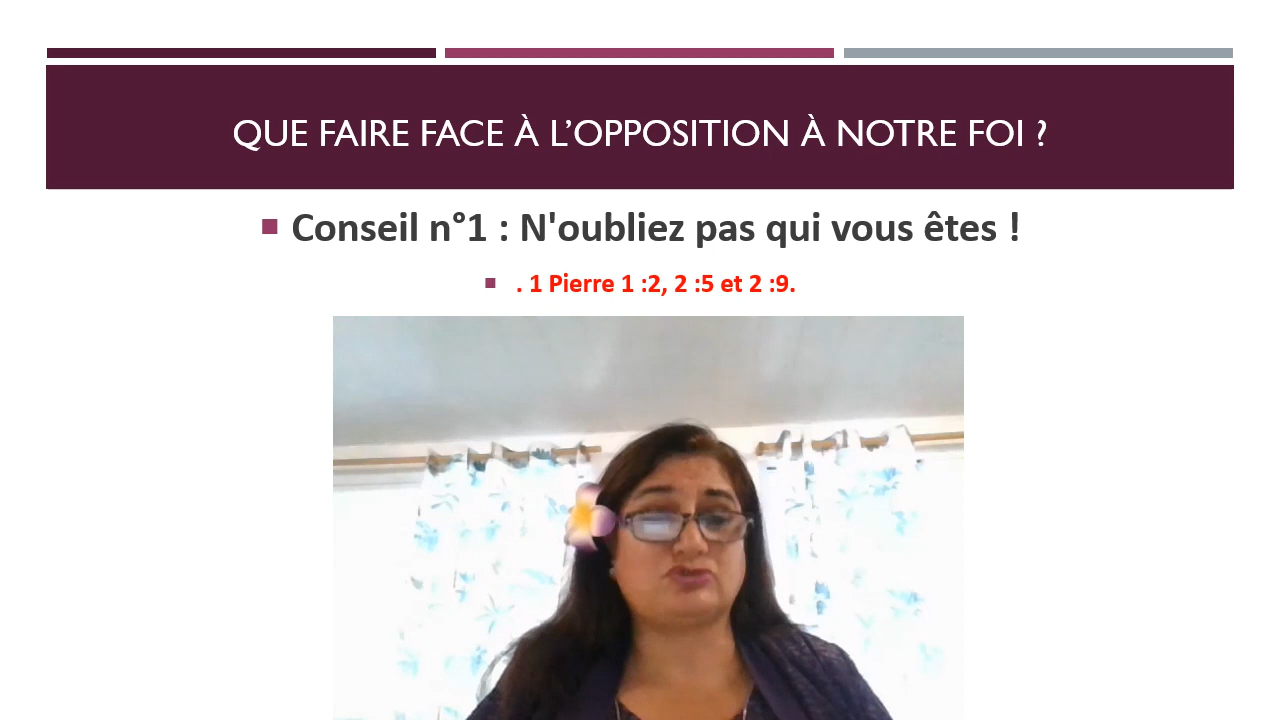 QUE FAIRE FACE À L’OPPOSITION À NOTRE FOI ?
Conseil n°1 : N'oubliez pas qui vous êtes !
. 1 Pierre 1 :2, 2 :5 et 2 :9.